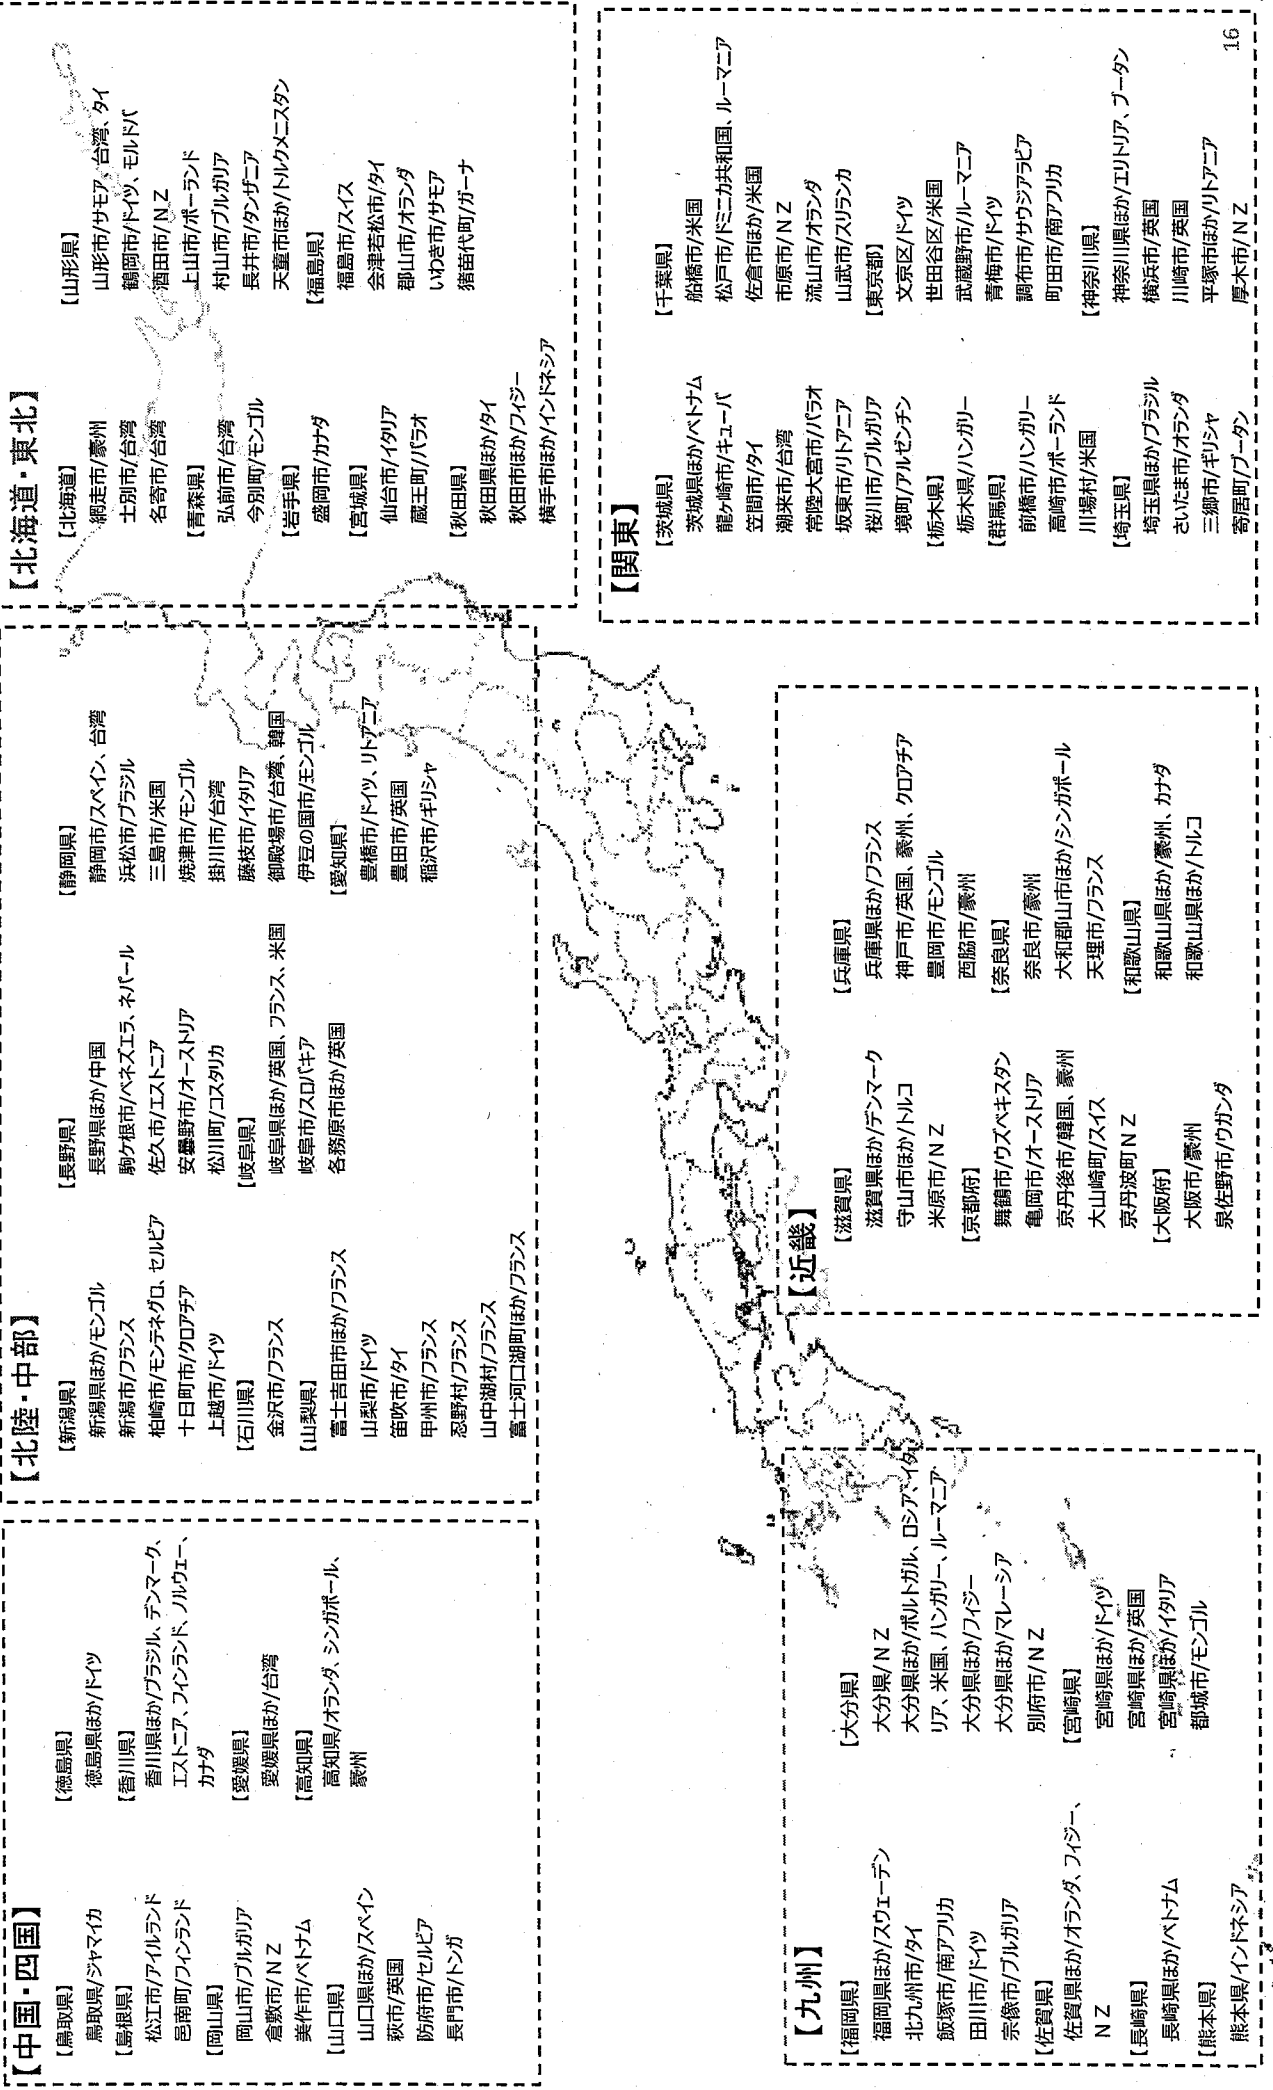 【中国・四国】
【鳥取県】
鳥取県/ジャマイカ
【島根県】
松江市/アイルランド
邑南町/フィンランド
【岡山県】
岡山市/ブルガリア
倉敷市/ＮＺ
美作市/ベトナム
【山口県】
山口県ほか/スペイン
萩市/英国
防府市/セルビア
長門市/トンガ
【徳島県】
徳島県ほか/ドイツ
【香川県】
香川県ほか/ブラジル、デンマーク、
エストニア、フィンランド、ノルウェー、
カナダ
【愛媛県】
愛媛県ほか/台湾
【高知県】
高知県/オランダ、シンガポール、
豪州
【北陸・中部】
【新潟県】
新潟県ほか/モンゴル
新潟市/フランス
柏崎市/モンテネグロ、セルビア
十日町市/クロアチア
上越市/ドイツ
【石川県】
金沢市/フランス
【山梨県】
富士吉田市ほか/フランス
山梨市/ドイツ
笛吹市/タイ
甲州市/フランス
忍野村/フランス
山中湖村/フランス
富士河口湖町ほか/フランス
【長野県】
長野県ほか/中国
駒ケ根市/ベネズエラ、ネパール
佐久市/エストニア
安曇野市/オーストリア
松川町/コスタリカ
【岐阜県】
岐阜県ほか/英国、フランス、米国
岐阜市/スロバキア
各務原市ほか/英国
【静岡県】
静岡市/スペイン、台湾
浜松市/ブラジル
三島市/米国
焼津市/モンゴル
掛川市/台湾
藤枝市/イタリア
御殿場市/台湾、韓国
伊豆の国市/モンゴル
【愛知県】
豊橋市/ドイツ、リトアニア
豊田市/英国
稲沢市/ギリシャ
【北海道・東北】
【北海道】
網走市/豪州
士別市/台湾
名寄市/台湾
【青森県】
弘前市/台湾
今別町/モンゴル
【岩手県】
盛岡市/カナダ
【宮城県】
仙台市/イタリア
蔵王町/パラオ
【秋田県】
秋田県ほか/タイ
秋田市ほか/フィジー
横手市ほか/インドネシア
【山形県】
山形市/サモア、台湾、タイ
鶴岡市/ドイツ、モルドバ
酒田市/ＮＺ
上山市/ポーランド
村山市/ブルガリア
長井市/タンザニア
天童市ほか/トルクメニスタン
【福島県】
福島市/スイス
会津若松市/タイ
郡山市/オランダ
いわき市/サモア
猪苗代町/ガーナ
【九州】
【福岡県】
福岡県ほか/スウェーデン
北九州市/タイ
飯塚市/南アフリカ
田川市/ドイツ
宗像市/ブルガリア
【佐賀県】
佐賀県ほか/オランダ、フィジー、
ＮＺ
【長崎県】
長崎県ほか/ベトナム
【熊本県】
熊本県/インドネシア
【大分県】
大分県/ＮＺ
大分県ほか/ポルトガル、ロシア、イタ
リア、米国、ハンガリー、ルーマニア
大分県ほか/フィジー
大分県ほか/マレーシア
別府市/ＮＺ
【宮崎県】
宮崎県ほか/ドイツ
宮崎県ほか/英国
宮崎県ほか/イタリア
都城市/モンゴル
【近畿】
【滋賀県】
滋賀県ほか/デンマーク
守山市ほか/トルコ
米原市/ＮＺ
【京都府】
舞鶴市/ウズベキスタン
亀岡市/オーストリア
京丹後市/韓国、豪州
大山崎町/スイス
京丹波町ＮＺ
【大阪府】
大阪市/豪州
泉佐野市/ウガンダ
【兵庫県】
兵庫県ほか/フランス
神戸市/英国、豪州、クロアチア
豊岡市/モンゴル
西脇市/豪州
【奈良県】
奈良市/豪州
大和郡山市ほか/シンガポール
天理市/フランス
【和歌山県】
和歌山県ほか/豪州、カナダ
和歌山県ほか/トルコ
【関東】
【茨城県】
茨城県ほか/ベトナム
龍ケ崎市/キューバ
笠間市/タイ
潮来市/台湾
常陸大宮市/パラオ
坂東市/リトアニア
桜川市/ブルガリア
境町/アルゼンチン
【栃木県】
栃木県/ハンガリー
【群馬県】
前橋市/ハンガリー
高崎市/ポーランド
川場村/米国
【埼玉県】
埼玉県ほか/ブラジル
さいたま市/オランダ
三郷市/ギリシャ
寄居町/ブータン
【千葉県】
船橋市/米国
松戸市/ドミニカ共和国、ルーマニア
佐倉市ほか/米国
市原市/ＮＺ
流山市/オランダ
山武市/スリランカ
【東京都】
文京区/ドイツ
世田谷区/米国
武蔵野市/ルーマニア
青梅市/ドイツ
調布市/サウジアラビア
町田市/南アフリカ
【神奈川県】
神奈川県ほか/エリトリア、ブータン
横浜市/英国
川崎市/英国
平塚市ほか/リトアニア
厚木市/ＮＺ
16